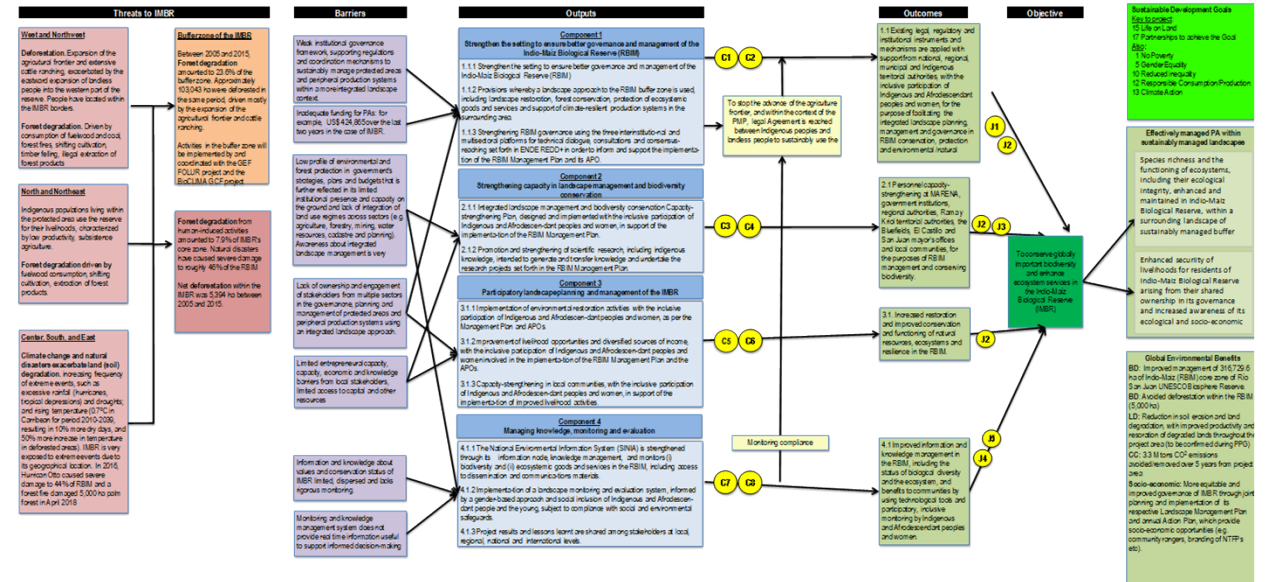 Threats to IMBR
West and Northwest
Deforestation. Expansion of the
agricultural frontier and extensive
cattle ranching, exacerbated by the
eastward expansion of landless
people into the western part of the
reserve. People have located within
the IMBR borders.
Forest degradation. Driven by
consumption of fuelwood and coal,
forest fires, shifting cultivation,
timber felling, illegal extraction of
forest products
North and Northeast
Indigenous populations living within
the protected area use the reserve
for their livelihoods, characterized
by low productivity, subsistence
agriculture.
Forest degradation driven by
fuelwood consumption, shifting
cultivation, extraction of forest
products.
Center, South, and East
Climate change and natural
disasters exacerbate land (soil)
degradation, increasing frequency
of extreme events, such as
excessive rainfall (hurricanes,
tropical depressions) and droughts;
and rising temperature (0.7ºC in
Carribean for period 2010-2039,
resulting in 10% more dry days, and
50% more increase in temperature
in deforested areas). IMBR is very
exposed to extreme events due to
its geographical location. In 2016,
Hurrican Otto caused severe
damage to 44% of RBIM and a
forest fire damaged 5,000 ha palm
forest in April 2018
Bufferzone of the IMBR
Between 2005 and 2015,
Forest degradation
amounted to 23.6% of the
buffer zone. Approximately
103,043 ha were deforested in
the same period, driven mostly
by the expansion of the
agricultural frontier and cattle
ranching.
Activities in the buffer zone will
be implemented by and
coordinated with the GEF
FOLUR project and the
BioCLIMA GCF project
Forest degradation from
human-induced activities
amounted to 7.9% of IMBR's
core zone. Natural disasters
have caused severe damage
to roughly 46% of the RBIM
Net deforestation within the
IMBR was 5,394 ha between
2005 and 2015.
Barriers
Weak institutional governance
framework, supporting regulations
and coordination mechanisms to
sustainably manage protected areas
and peripheral production systems
within a more integrated landscape
context.
Inadequate funding for PAs: for
example, US$ 424,865 over the last
two years in the case of IMBR.
Low profile of environmental and
forest protection in government's
strategies, plans and budgets that is
further reflected in its limited
institutional presence and capacity on
the ground and lack of integration of
land use regimes across sectors (e.g.
agriculture, forestry, mining, water
resources, cadastre and planning).
Awareness about integrated
landscape management is very
Lack of ownership and engagement
of stakeholders from multiple sectors
in the governance, planning and
management of protected areas and
peripheral production systems using
an integrated landscape approach.
Limited entrepreneurial capacity,
capacity, economic and knowledge
barriers from local stakeholders,
limited access to capital and other
resources
Information and knowledge about
values and conservation status of
IMBR limited, dispersed and lacks
rigorous monitoring.
Monitoring and knowledge
management system does not
provide real time information useful
to support informed decision-making
Outputs
Component 1
Strengthen the setting to ensure better governance and management of the
Indio-Maiz Biological Reserve (RBIM)
1.1.1 Strengthen the setting to ensure better governance and management of the
Indio-Maiz Biological Reserve (RBIM)
1.1.2 Provisions whereby a landscape approach to the RBIM buffer zone is used,
including landscape restoration, forest conservation, protection of ecosystem
goods and services and support of climate-resilient production systems in the
surrounding area.
1.1.3 Strengthening RBIM governance using the three interinstitutional and
multisectoral platforms for technical dialogue, consultations and consensus-
reaching set forth in ENDE REDD+ in order to inform and support the implementa-
tion of the RBIM Management Plan and its APO.
Component 2
Strengthening capacity in landscape management and biodiversity
conservation
2.1.1 Integrated landscape management and biodiversity conservation Capacity-
strengthening Plan, designed and implemented with the inclusive participation of
Indigenous and Afrodescendant peoples and women, in support of the
implementation of the RBIM Management Plan.
2.1.2 Promotion and strengthening of scientific research, including indigenous
knowledge, intended to generate and transfer knowledge and undertake the
research projects set forth in the RBIM Management Plan.
Component 3
Participatory landscape planning and management of the IMBR
3.1.1 Implementation of environmental restoration activities with the inclusive
participation of Indigenous and Afrodescen-dant peoples and women, as per the
Management Plan and APOs.
3.1.2 Improvement of livelihood opportunities and diversified sources of income,
with the inclusive participation of Indigenous and Afrodescen-dant peoples and
women involved in the implementation of the RBIM Management Plan and the
APOs.
3.1.3 Capacity-strengthening in local communities, with the inclusive participation
of Indigenous and Afrodescen-dant peoples and women, in support of the
implementation of improved livelihood activities.
Component 4
Managing knowledge, monitoring and evaluation
4.1.1 The National Environmental Information System (SINIA) is strengthened
through its information node, knowledge management, and monitors (i)
biodiversity and (ii) ecosystemic goods and services in the RBIM, including access
to dissemination and communications materials.
4.1.2 Implementa-tion of a landscape monitoring and evaluation system, informed
by a gender-based approach and social inclusion of Indigenous and Afrodescen-
dant people and the young, subject to compliance with social and environmental
safeguards.
4.1.3 Project results and lessons learnt are shared among stakeholders at local,
regional, national and international levels.
C1 C2
C3 C4
C5 C6
C7 C8
To stop the advance of the agriculture
frontier, and within the context of the
PMP, legal Agreement is reached
between Indigenous peoples and
landless people to sustainably use the
Monitoring compliance
Outcomes
1.1 Existing legal, regulatory and
institutional instruments and
mechanisms are applied with
support from national, regional,
municipal and Indigenous
territorial authorities, with the
inclusive participation of
Indigenous and Afrodescendant
peoples and women, for the
purpose of facilitating the
integrated landscape planning,
management and governance in
RBIM conservation, protection
and environmental /natural
2.1 Personnel capacity-
strengthening at MARENA,
government institutions,
regional authorities, Rama y
Kriol territorial authorities, the
Bluefields, El Castillo and
San Juan mayor's offices
and local communities, for
the purposes of RBIM
management and conserving
biodiversity.
3.1. Increased restoration
and improved conservation
and functioning of natural
resources, ecosystems and
resilience in the RBIM.
4.1 Improved information and
knowledge management in
the RBIM, including the
status of biological diversity
and the ecosystem, and
benefits to communities by
using technological tools and
participatory, inclusive
monitoring by Indigenous
and Afrodescendant peoples
and women.
Objective
J1
J2
J2 J3
J2
J3
J4
To conserve globally
important biodiversity
and enhance
ecosystem services in
the Indio-Maiz
Biological Reserve
(IMBR)
Sustainable Development Goals
Key to project:
15 Life on Land
17 Partnerships to achieve the Goal
Also:
1 No Poverty
5 Gender Equality
10 Reduced inequality
12 Responsible Consumption/Production
13 Climate Action
Effectively managed PA within
sustainably managed landscapes
Species richness and the
functioning of ecosystems,
including their ecological
integrity, enhanced and
maintained in Indio-Maiz
Biological Reserve, within a
surrounding landscape of
sustainably managed buffer
Enhanced security of
livelihoods for residents of
Indio-Maiz Biological Reserve
arising from their shared
ownership in its governance
and increased awareness of its
ecological and socio-economic
Global Environmental Benefits
BD: Improved management of 316,729.6
ha of Indio-Maiz (RBIM) core zone of Rio
San Juan UNESCO Biosphere Reserve.
BD: Avoided deforestation within the RBIM
(5,000 ha)
LD: Reduction in soil erosion and land
degradation, with improved productivity and
restoration of degraded lands throughout the
project area (to be confirmed during PPG)
CC: 3.3 M tons CO² emissions
avoided/removed over 5 years from project
area
Socio-economic: More equitable and
improved governance of IMBR through joint
planning and implementation of its
respective Landscape Management Plan
and annual Action Plan, which provide
socio-economic opportunities (e.g.
community rangers, branding of NTFPs
etc).